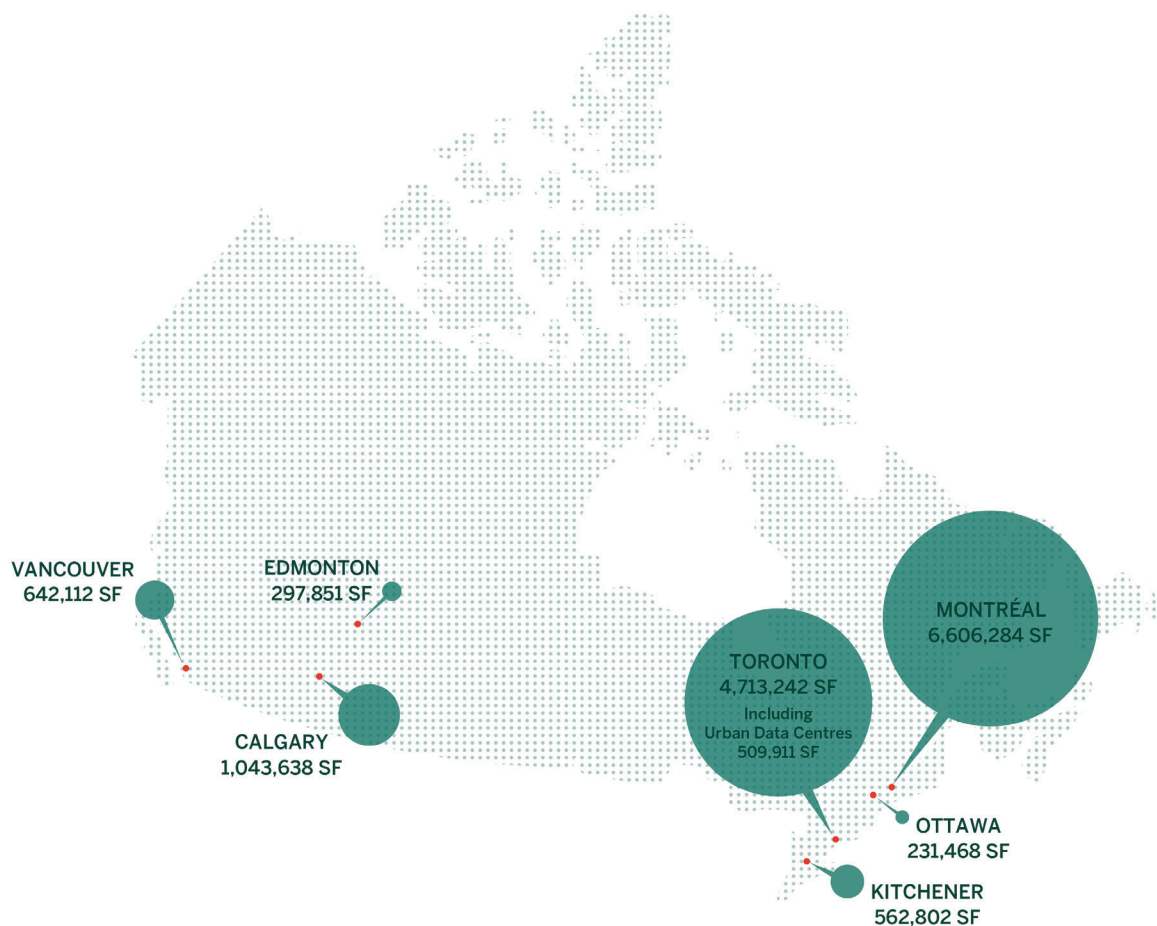 VANCOUVER
642,112 SF
EDMONTON
297,851 SF
CALGARY
1,043,638 SF
TORONTO
4,713,242 SF
Including
Urban Data Centres
509,911 SF
MONTRÉAL
6,606,284 SF
OTTAWA
231,468 SF
KITCHENER
562,802 SF